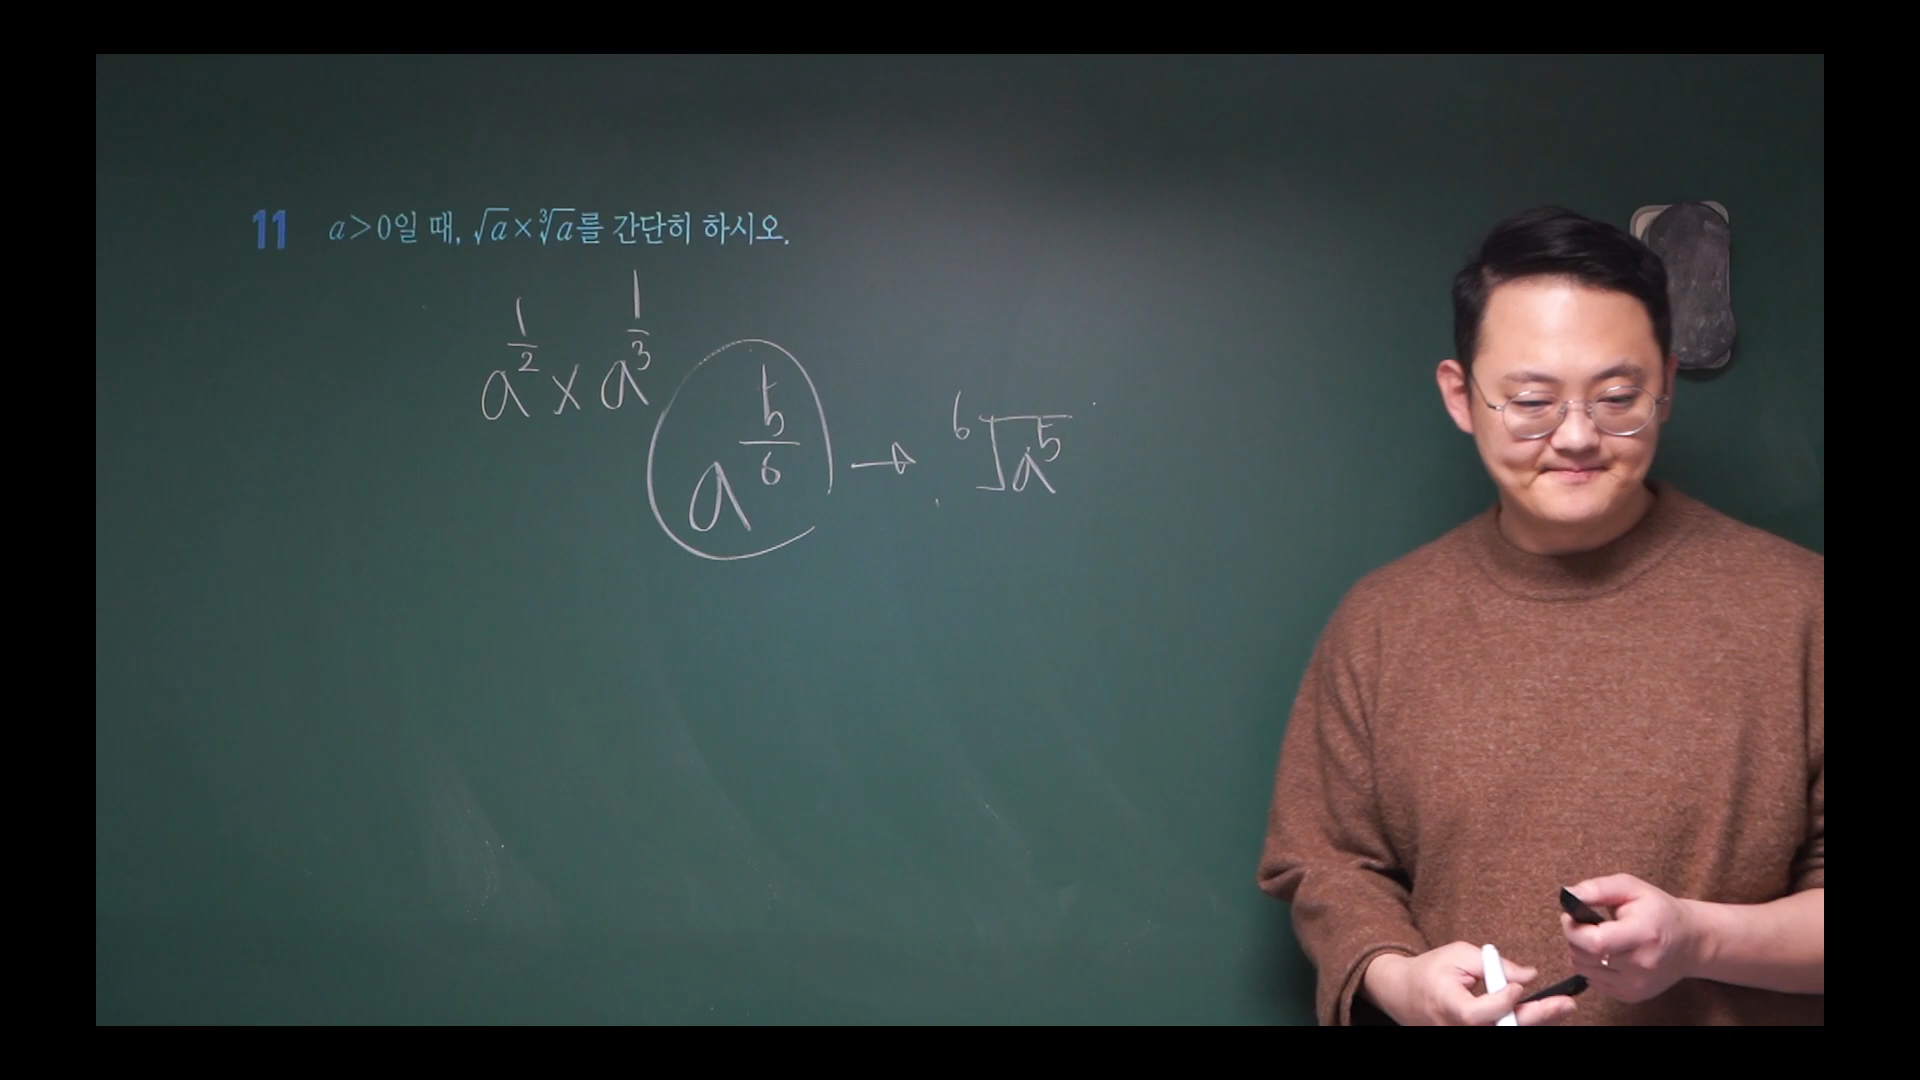 11 a>0일 때, √a×∛a를 간단히 하시오.
a^{1/2} × a^{1/3}
a^{5/6} → ⁶√a⁵